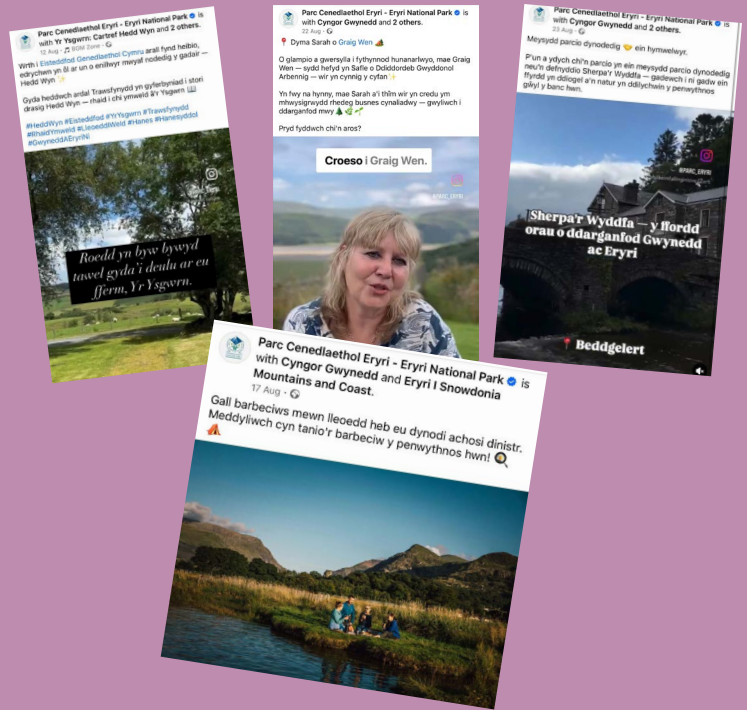 Parc Cenedlaethol Eryri - Eryri National Park is
with Yr Ysgwrn: Cartref Hedd Wyn and 2 others.
12 Aug · BGM Zone ·
Wrth i Eisteddfod Genedlaethol Cymru arall fynd heibio,
edrychwn yn ôl ar un o enillwyr mwyaf nodedig y gadair —
Hedd Wyn ✨
Gyda heddwch ardal Trawsfynydd yn gyferbyniad i stori
drasig Hedd Wyn — rhaid i chi ymweld â'r Ysgwrn 📖
#HeddWyn #Eisteddfod #YrYsgwrn #Trawsfynydd
#RhaidYmweld #LleoeddIWeld #Hanes #Hanesyddol
#GwyneddAEryriNi
Roedd yn byw bywyd
tawel gyda'i deulu ar eu
fferm, Yr Ysgwrn.
Parc Cenedlaethol Eryri - Eryri National Park is
with Cyngor Gwynedd and 2 others.
22 Aug ·
📍 Dyma Sarah o Graig Wen 🏕️
O glampio a gwersylla i fythynnod hunanarlwyo, mae Graig
Wen — sydd hefyd yn Safle o Ddiddordeb Gwyddonol
Arbennig — wir yn cynnig y cyfan ✨
Yn fwy na hynny, mae Sarah a'i thîm wir yn credu ym
mhwysigrwydd rhedeg busnes cynaliadwy — gwyliwch i
ddarganfod mwy 🌲🌿🌱
Pryd fyddwch chi'n aros?
Croeso i Graig Wen.
@PARC_ERYRI
Parc Cenedlaethol Eryri - Eryri National Park is
with Cyngor Gwynedd and 2 others.
23 Aug ·
Meysydd parcio dynodedig 🤝 ein hymwelwyr.
P'un a ydych chi'n parcio yn ein meysydd parcio dynodedig
neu'n defnyddio Sherpa'r Wyddfa — gadewch i ni gadw ein
ffyrdd yn ddiogel a'n natur yn ddilychwin y penwythnos
gŵyl y banc hwn.
@PARC_ERYRI
Sherpa'r Wyddfa — y ffordd
orau o ddarganfod Gwynedd
ac Eryri
📍 Beddgelert
Parc Cenedlaethol Eryri - Eryri National Park is
with Cyngor Gwynedd and Eryri I Snowdonia
Mountains and Coast.
17 Aug ·
Gall barbeciws mewn lleoedd heb eu dynodi achosi dinistr.
Meddyliwch cyn tanio'r barbeciw y penwythnos hwn! 🍳
⛺